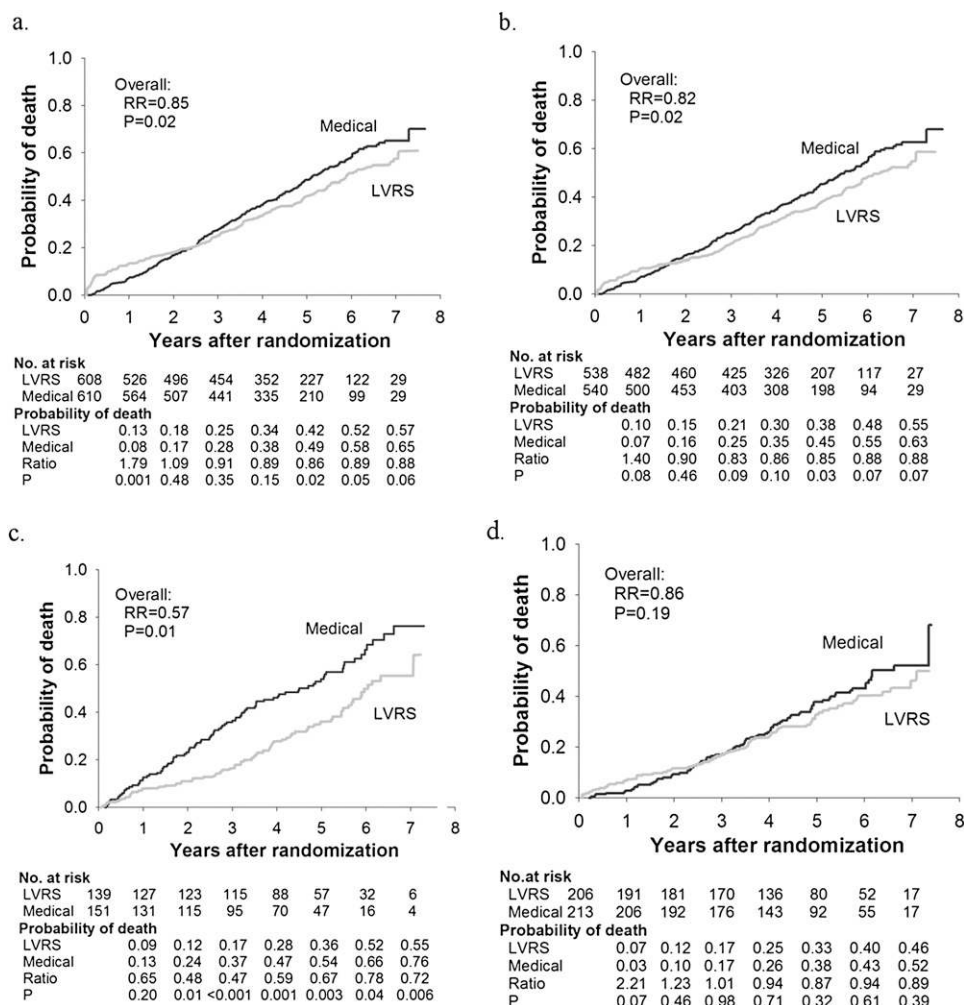 a.
1.0
0.8
0.6
0.4
0.2
0.0
Probability of death
Overall:
RR=0.85
P=0.02
Medical
LVRS
0 1 2 3 4 5 6 7 8
Years after randomization
No. at risk
LVRS 608 526 496 454 352 227 122 29
Medical 610 564 507 441 335 210 99 29
Probability of death
LVRS 0.13 0.18 0.25 0.34 0.42 0.52 0.57
Medical 0.08 0.17 0.28 0.38 0.49 0.58 0.65
Ratio 1.79 1.09 0.91 0.89 0.86 0.89 0.88
P 0.001 0.48 0.35 0.15 0.02 0.05 0.06
b.
1.0
0.8
0.6
0.4
0.2
0.0
Probability of death
Overall:
RR=0.82
P=0.02
Medical
LVRS
0 1 2 3 4 5 6 7 8
Years after randomization
No. at risk
LVRS 538 482 460 425 326 207 117 27
Medical 540 500 453 403 308 198 94 29
Probability of death
LVRS 0.10 0.15 0.21 0.30 0.38 0.48 0.55
Medical 0.07 0.16 0.25 0.35 0.45 0.55 0.63
Ratio 1.40 0.90 0.83 0.86 0.85 0.88 0.88
P 0.08 0.46 0.09 0.10 0.03 0.07 0.07
c.
1.0
0.8
0.6
0.4
0.2
0.0
Probability of death
Overall:
RR=0.57
P=0.01
Medical
LVRS
0 1 2 3 4 5 6 7 8
Years after randomization
No. at risk
LVRS 139 127 123 115 88 57 32 6
Medical 151 131 115 95 70 47 16 4
Probability of death
LVRS 0.09 0.12 0.17 0.28 0.36 0.52 0.55
Medical 0.13 0.24 0.37 0.47 0.54 0.66 0.76
Ratio 0.65 0.48 0.47 0.59 0.67 0.78 0.72
P 0.20 0.01 <0.001 0.001 0.003 0.04 0.006
d.
1.0
0.8
0.6
0.4
0.2
0.0
Probability of death
Overall:
RR=0.86
P=0.19
Medical
LVRS
0 1 2 3 4 5 6 7 8
Years after randomization
No. at risk
LVRS 206 191 181 170 136 80 52 17
Medical 213 206 192 176 143 92 55 17
Probability of death
LVRS 0.07 0.12 0.17 0.25 0.33 0.40 0.46
Medical 0.03 0.10 0.17 0.26 0.38 0.43 0.52
Ratio 2.21 1.23 1.01 0.94 0.87 0.94 0.89
P 0.07 0.46 0.98 0.71 0.32 0.61 0.39